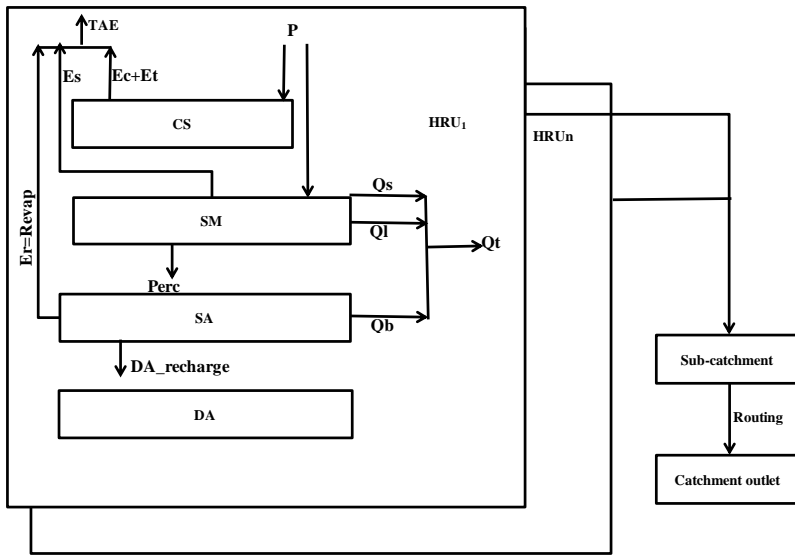 TAE
P
Es
Ec+Et
CS
HRU₁
HRUn
Er=Revap
SM
Qs
Ql
Qt
Perc
SA
Qb
DA_recharge
DA
Sub-catchment
Routing
Catchment outlet